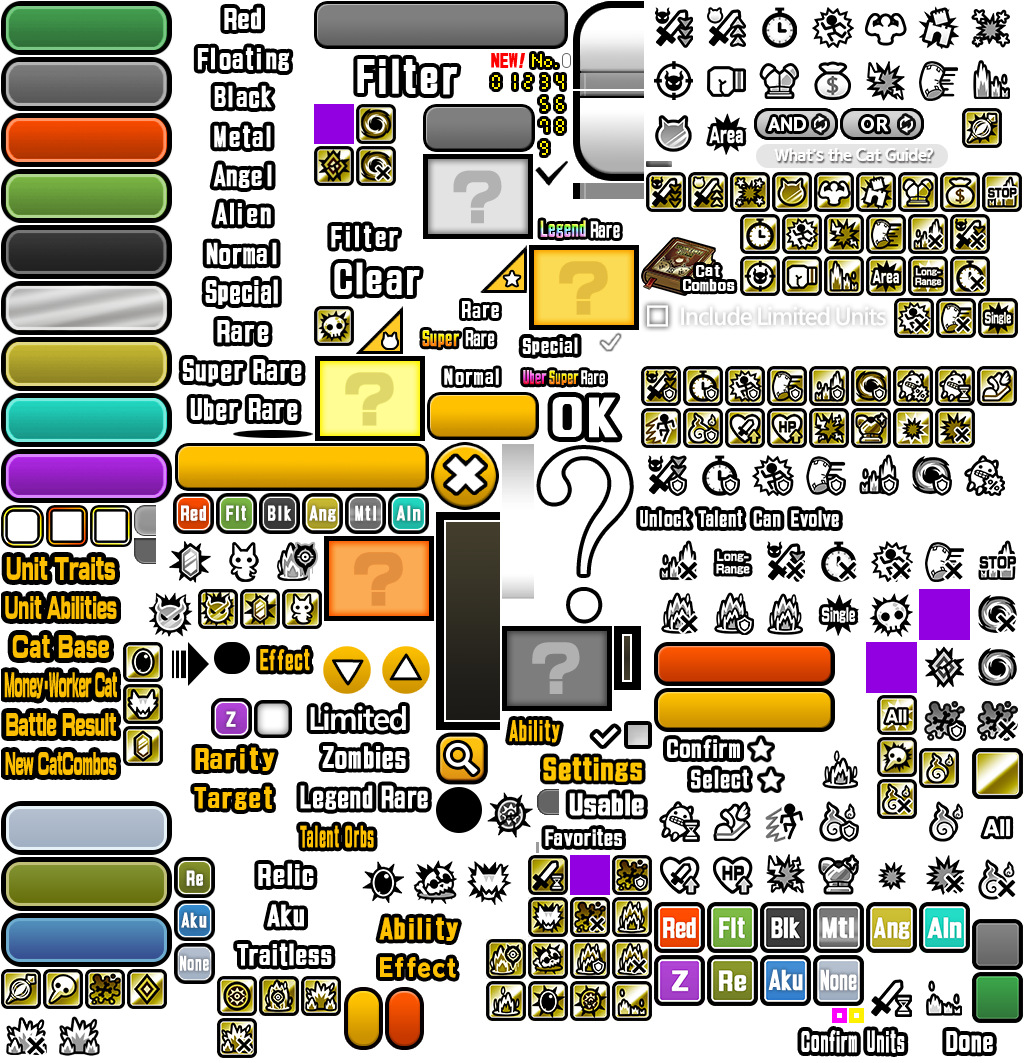 Red
Floating
Black
Metal
Angel
Alien
Normal
Special
Rare
Super Rare
Uber Rare
Filter
NEW! No. 0
0 1 2 3 4
5 6
7 8
9
Filter
Clear
Legend Rare
Rare
Super Rare
Special
Normal
Uber Super Rare
OK
Area
AND
OR
What's the Cat Guide?
STOP
Cat
Combos
Area
Long-
Range
Include Limited Units
Single
HP
Unlock Talent Can Evolve
Red
Flt
Blk
Ang
Mtl
Aln
Long-
Range
STOP
Single
Unit Traits
Unit Abilities
Cat Base
Money・Worker Cat
Battle Result
New CatCombos
Effect
Z
Limited
Rarity
Zombies
Target
Legend Rare
Talent Orbs
Ability
Settings
Usable
Favorites
Confirm
Select
All
All
HP
Relic
Aku
Traitless
Re
Aku
None
Ability
Effect
Red
Flt
Blk
Mtl
Ang
Aln
Z
Re
Aku
None
Confirm Units
Done